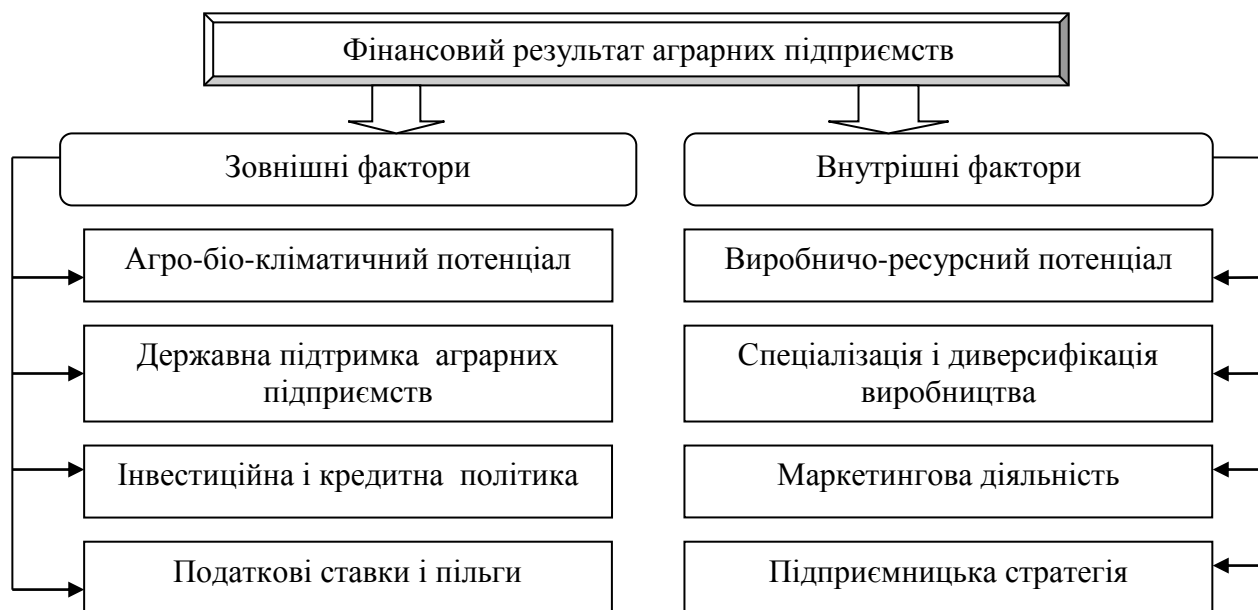 Фінансовий результат аграрних підприємств
Зовнішні фактори
Внутрішні фактори
Агро-біо-кліматичний потенціал
Виробничо-ресурсний потенціал
Державна підтримка аграрних
підприємств
Спеціалізація і диверсифікація
виробництва
Інвестиційна і кредитна політика
Маркетингова діяльність
Податкові ставки і пільги
Підприємницька стратегія